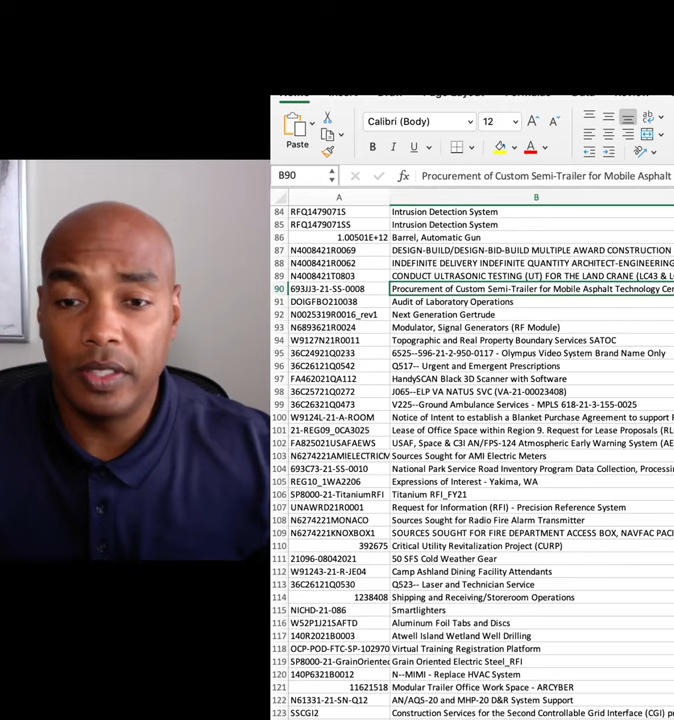 Paste
Calibri (Body)
12
A^
A˅
ab
B
I
U
A
A
B90
fx
Procurement of Custom Semi-Trailer for Mobile Asphalt
A
B
84 RFQ1479071S Intrusion Detection System
85 RFQ1479071SS Intrusion Detection System
86 1.00501E+12 Barrel, Automatic Gun
87 N4008421R0069 DESIGN-BUILD/DESIGN-BID-BUILD MULTIPLE AWARD CONSTRUCTION
88 N4008421R0062 INDEFINITE DELIVERY INDEFINITE QUANTITY ARCHITECT-ENGINEERING
89 N4008421T0803 CONDUCT ULTRASONIC TESTING (UT) FOR THE LAND CRANE (LC43 & L
90 693JJ3-21-SS-0008 Procurement of Custom Semi-Trailer for Mobile Asphalt Technology Cen
91 DOIGFBO210038 Audit of Laboratory Operations
92 N0025319R0016_rev1 Next Generation Gertrude
93 N6893621R0024 Modulator, Signal Generators (RF Module)
94 W9127N21R0011 Topographic and Real Property Boundary Services SATOC
95 36C24921Q0233 6525--596-21-2-950-0117 - Olympus Video System Brand Name Only
96 36C26121Q0542 Q517-- Urgent and Emergent Prescriptions
97 FA462021QA112 HandySCAN Black 3D Scanner with Software
98 36C25721Q0272 J065--ELP VA NATUS SVC (VA-21-00023408)
99 36C26321Q0473 V225--Ground Ambulance Services - MPLS 618-21-3-155-0025
100 W9124L-21-A-ROOM Notice of Intent to establish a Blanket Purchase Agreement to support F
101 21-REG09_0CA3025 Lease of Office Space within Region 9. Request for Lease Proposals (RL
102 FA825021USAFAEWS USAF, Space & C3I AN/FPS-124 Atmospheric Early Warning System (AE
103 N6274221AMIELECTRICM Sources Sought for AMI Electric Meters
104 693C73-21-SS-0010 National Park Service Road Inventory Program Data Collection, Processin
105 REG10_1WA2206 Expressions of Interest - Yakima, WA
106 SP8000-21-TitaniumRFI Titanium RFI_FY21
107 UNAWRD21R0001 Request for Information (RFI) - Precision Reference System
108 N6274221MONACO Sources Sought for Radio Fire Alarm Transmitter
109 N6274221KNOXBOX1 SOURCES SOUGHT FOR FIRE DEPARTMENT ACCESS BOX, NAVFAC PACI
110 392675 Critical Utility Revitalization Project (CURP)
111 21096-08042021 50 SFS Cold Weather Gear
112 W91243-21-R-JE04 Camp Ashland Dining Facility Attendants
113 36C26121Q0530 Q523-- Laser and Technician Service
114 1238408 Shipping and Receiving/Storeroom Operations
115 NICHD-21-086 Smartlighters
116 W52P1J21SAFTD Aluminum Foil Tabs and Discs
117 140R2021B0003 Atwell Island Wetland Well Drilling
118 OCP-POD-FTC-SP-102970 Virtual Training Registration Platform
119 SP8000-21-GrainOriented Grain Oriented Electric Steel_RFI
120 140P6321B0012 N--MIMI - Replace HVAC System
121 11621518 Modular Trailer Office Work Space - ARCYBER
122 N61331-21-SN-Q12 AN/AQS-20 and MHP-20 D&R System Support
123 SSCGI2 Construction Services for the Second Controllable Grid Interface (CGI) pr